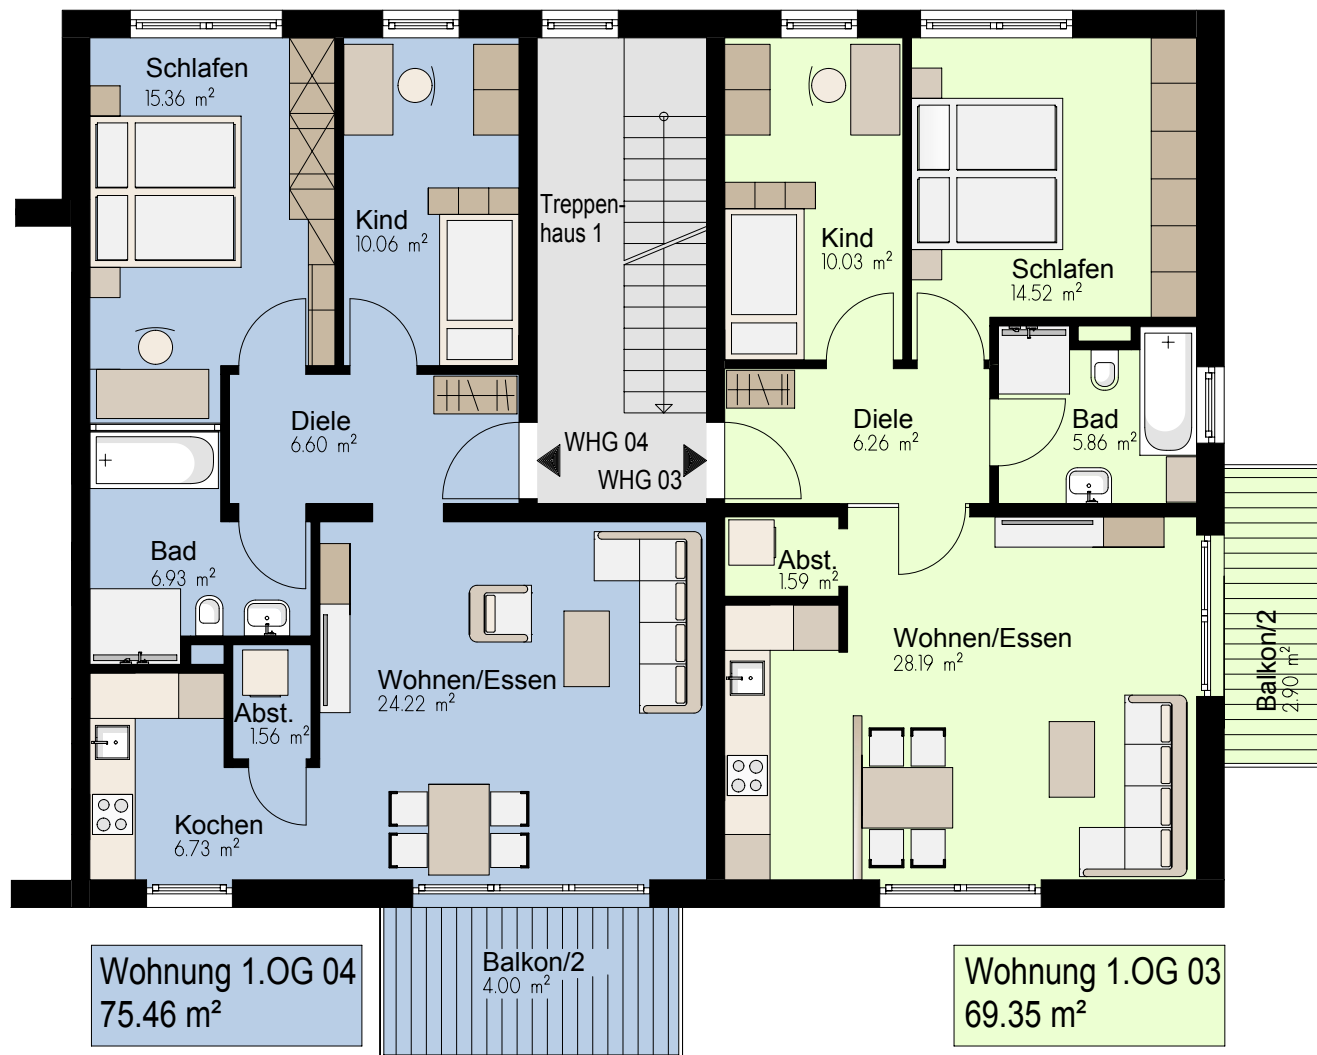 Schlafen
15.36 m²
Kind
10.06 m²
Treppen-
haus 1
Kind
10.03 m²
Schlafen
14.52 m²
Diele
6.60 m²
WHG 04
WHG 03
Diele
6.26 m²
Bad
5.86 m²
Bad
6.93 m²
Abst.
1.59 m²
Wohnen/Essen
24.22 m²
Wohnen/Essen
28.19 m²
Balkon/2
2.90 m²
Abst.
1.56 m²
Kochen
6.73 m²
Balkon/2
4.00 m²
Wohnung 1.OG 04
75.46 m²
Wohnung 1.OG 03
69.35 m²